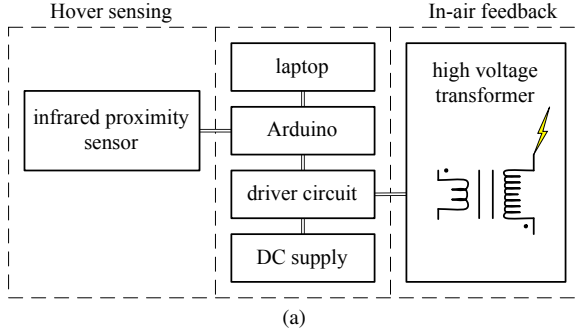 Hover sensing
In-air feedback
infrared proximity
sensor
laptop
Arduino
driver circuit
DC supply
high voltage
transformer
(a)